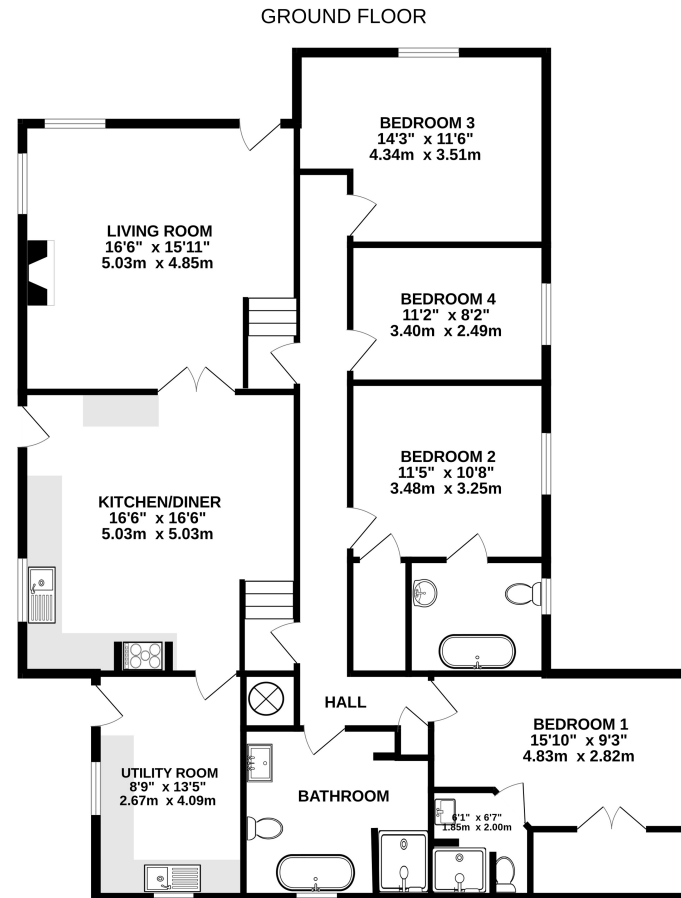 GROUND FLOOR
BEDROOM 3
14'3" x 11'6"
4.34m x 3.51m
LIVING ROOM
16'6" x 15'11"
5.03m x 4.85m
BEDROOM 4
11'2" x 8'2"
3.40m x 2.49m
BEDROOM 2
11'5" x 10'8"
3.48m x 3.25m
KITCHEN/DINER
16'6" x 16'6"
5.03m x 5.03m
HALL
BEDROOM 1
15'10" x 9'3"
4.83m x 2.82m
UTILITY ROOM
8'9" x 13'5"
2.67m x 4.09m
BATHROOM
6'1" x 6'7"
1.85m x 2.00m